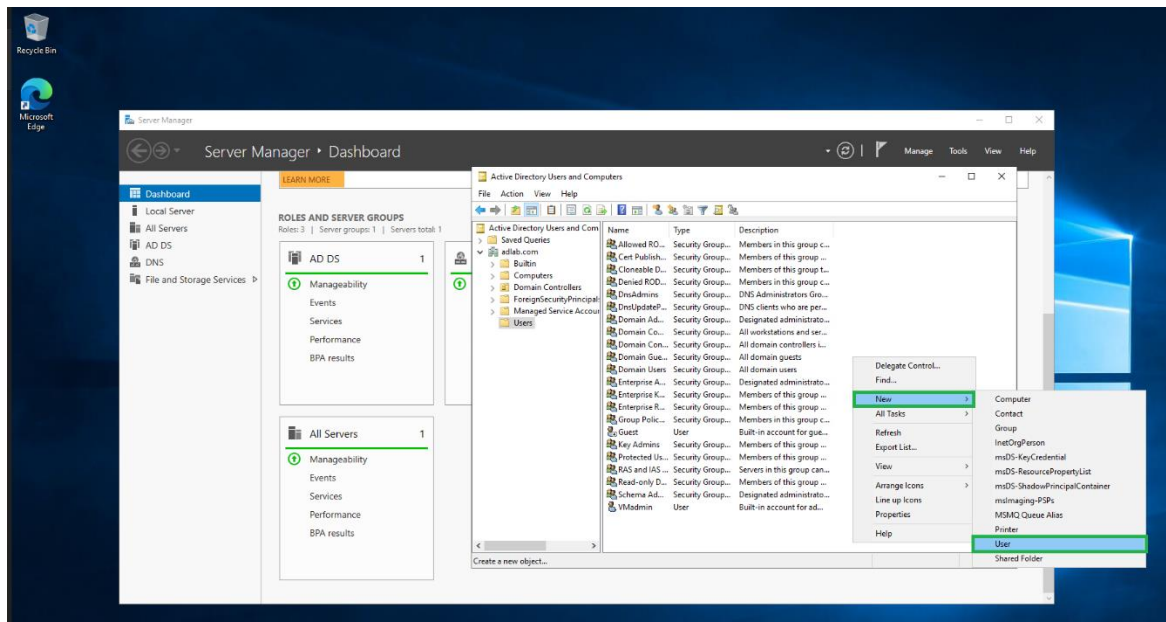 Recycle Bin
Microsoft
Edge
Server Manager
Server Manager • Dashboard
Manage Tools View Help
Dashboard
Local Server
All Servers
AD DS
DNS
File and Storage Services
LEARN MORE
ROLES AND SERVER GROUPS
Roles: 3 | Server groups: 1 | Servers total: 1
AD DS 1
Manageability
Events
Services
Performance
BPA results
All Servers 1
Manageability
Events
Services
Performance
BPA results
Active Directory Users and Computers
File Action View Help
Active Directory Users and Com
Saved Queries
adlab.com
Builtin
Computers
Domain Controllers
ForeignSecurityPrincipals
Managed Service Accour
Users
Name Type Description
Allowed RO... Security Group... Members in this group c...
Cert Publish... Security Group... Members of this group ...
Cloneable D... Security Group... Members of this group t...
Denied ROD... Security Group... Members in this group c...
DnsAdmins Security Group... DNS Administrators Gro...
DnsUpdateP... Security Group... DNS clients who are per...
Domain Ad... Security Group... Designated administrato...
Domain Co... Security Group... All workstations and ser...
Domain Con... Security Group... All domain controllers i...
Domain Gue... Security Group... All domain guests
Domain Users Security Group... All domain users
Enterprise A... Security Group... Designated administrato...
Enterprise K... Security Group... Members of this group ...
Enterprise R... Security Group... Members of this group ...
Group Polic... Security Group... Members in this group c...
Guest User Built-in account for gue...
Key Admins Security Group... Members of this group ...
Protected Us... Security Group... Members of this group ...
RAS and IAS ... Security Group... Servers in this group can...
Read-only D... Security Group... Members of this group ...
Schema Ad... Security Group... Designated administrato...
VMadmin User Built-in account for ad...
Create a new object...
Delegate Control...
Find...
New
All Tasks
Refresh
Export List...
View
Arrange Icons
Line up Icons
Properties
Help
Computer
Contact
Group
InetOrgPerson
msDS-KeyCredential
msDS-ResourcePropertyList
msDS-ShadowPrincipalContainer
msImaging-PSPs
MSMQ Queue Alias
Printer
User
Shared Folder